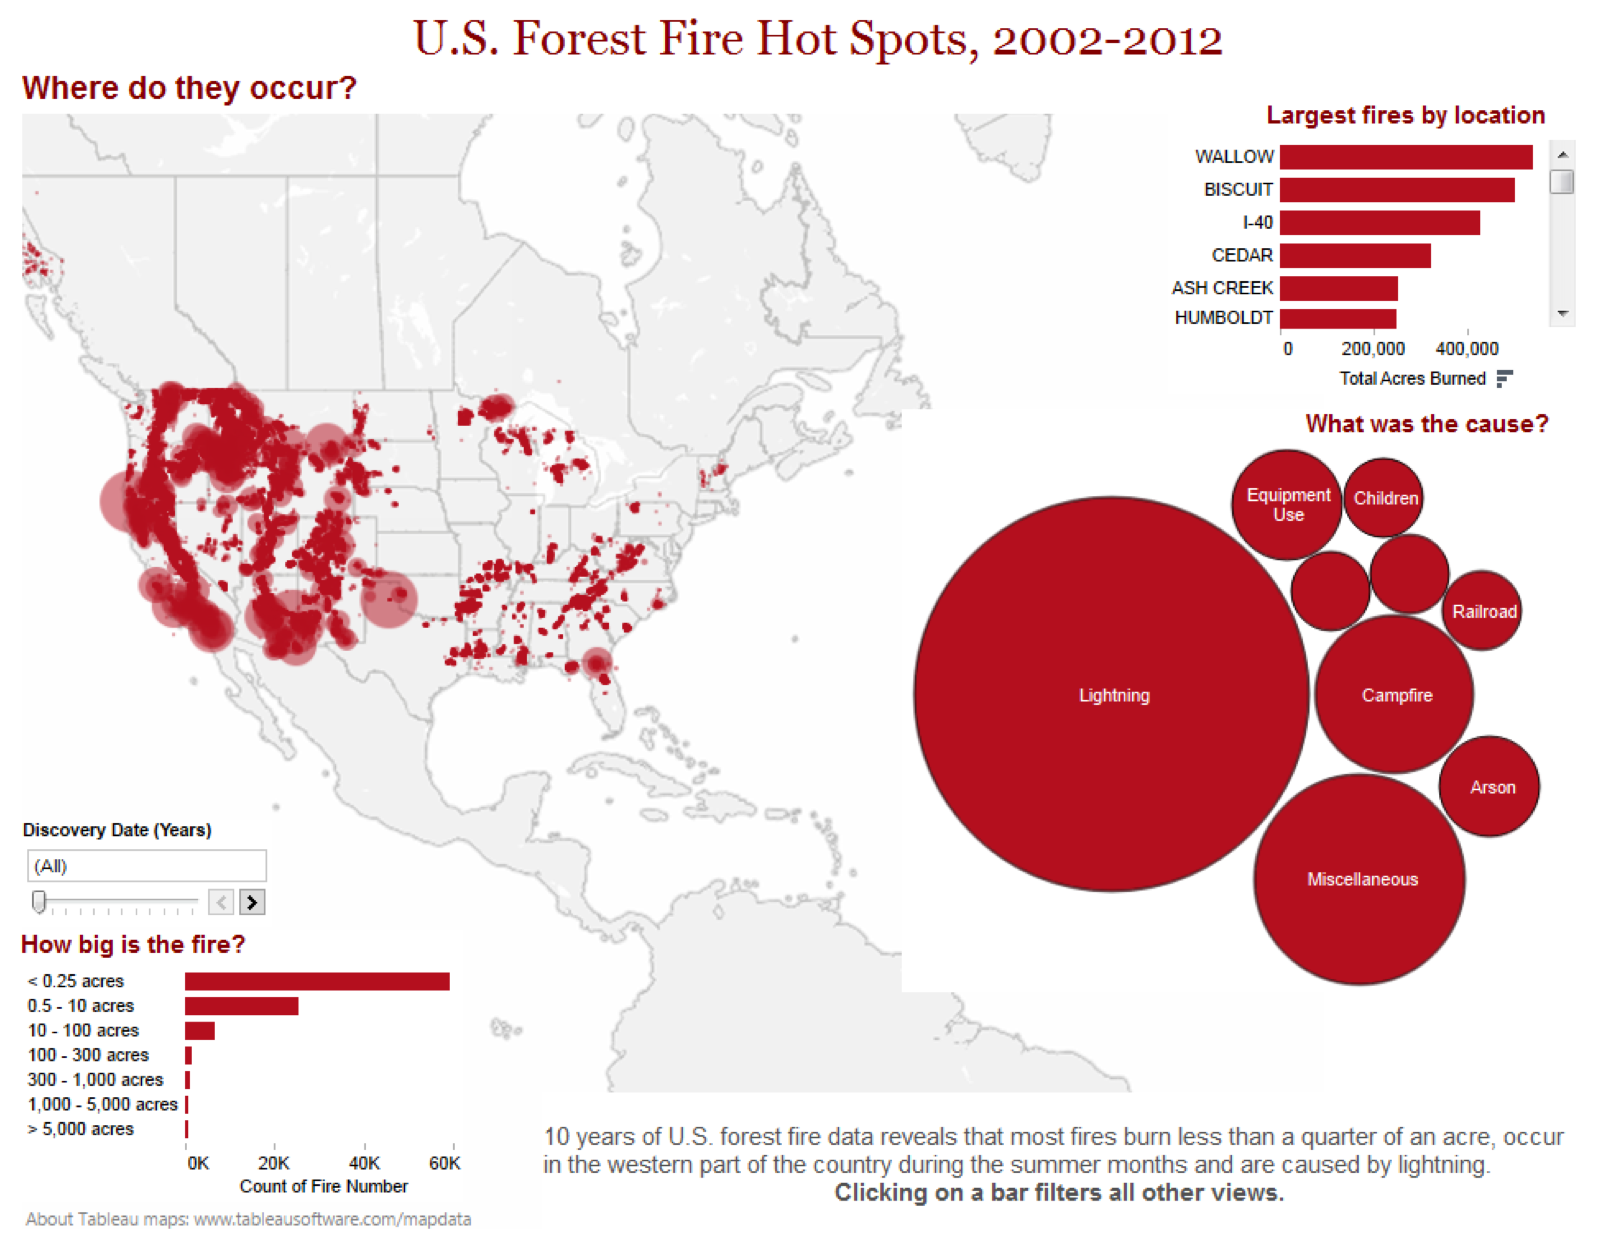 U.S. Forest Fire Hot Spots, 2002-2012
Where do they occur?
Largest fires by location
WALLOW
BISCUIT
I-40
CEDAR
ASH CREEK
HUMBOLDT
0 200,000 400,000
Total Acres Burned
What was the cause?
Equipment
Use
Children
Railroad
Lightning
Campfire
Arson
Miscellaneous
Discovery Date (Years)
(All)
How big is the fire?
< 0.25 acres
0.5 - 10 acres
10 - 100 acres
100 - 300 acres
300 - 1,000 acres
1,000 - 5,000 acres
> 5,000 acres
0K 20K 40K 60K
Count of Fire Number
10 years of U.S. forest fire data reveals that most fires burn less than a quarter of an acre, occur
in the western part of the country during the summer months and are caused by lightning.
Clicking on a bar filters all other views.
About Tableau maps: www.tableausoftware.com/mapdata